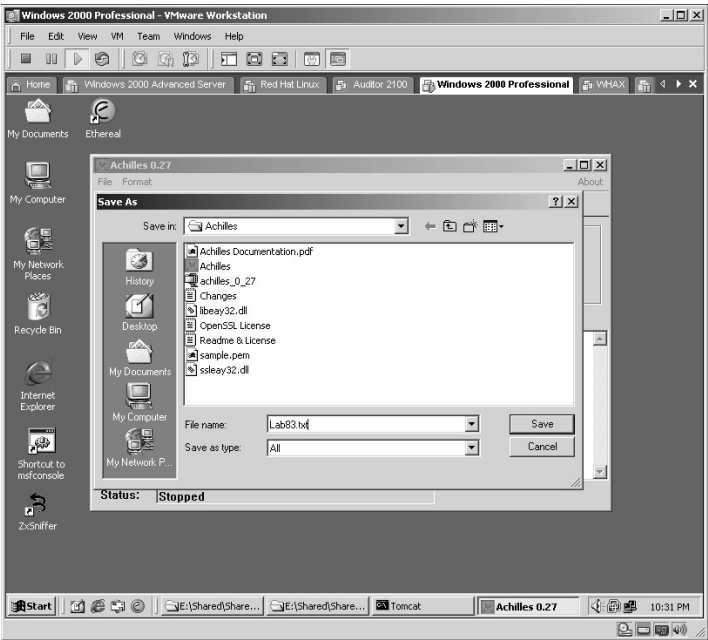 Windows 2000 Professional - VMware Workstation
File Edit View VM Team Windows Help
Home Windows 2000 Advanced Server Red Hat Linux Auditor 2100 Windows 2000 Professional WHAX
My Documents
Ethereal
My Computer
My Network Places
Recycle Bin
Internet Explorer
Shortcut to msfconsole
ZxSniffer
Achilles 0.27
File Format About
Save As
Save in: Achilles
History
Desktop
My Documents
My Computer
My Network P...
Achilles Documentation.pdf
Achilles
achilles_0_27
Changes
libeay32.dll
OpenSSL License
Readme & License
sample.pem
ssleay32.dll
File name: Lab83.txt Save
Save as type: All Cancel
Status: Stopped
Start E:\Shared\Share... E:\Shared\Share... Tomcat Achilles 0.27 10:31 PM